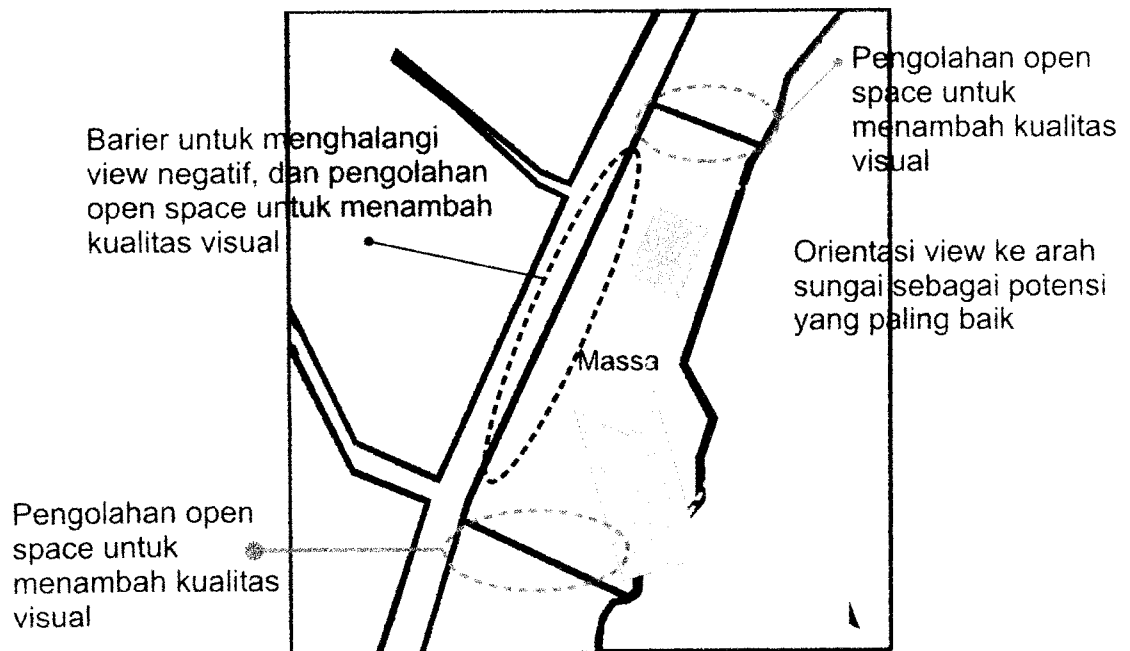 Pengolahan open
space untuk
menambah kualitas
visual
Barier untuk menghalangi
view negatif, dan pengolahan
open space untuk menambah
kualitas visual
Orientasi view ke arah
sungai sebagai potensi
yang paling baik
Massa
Pengolahan open
space untuk
menambah kualitas
visual